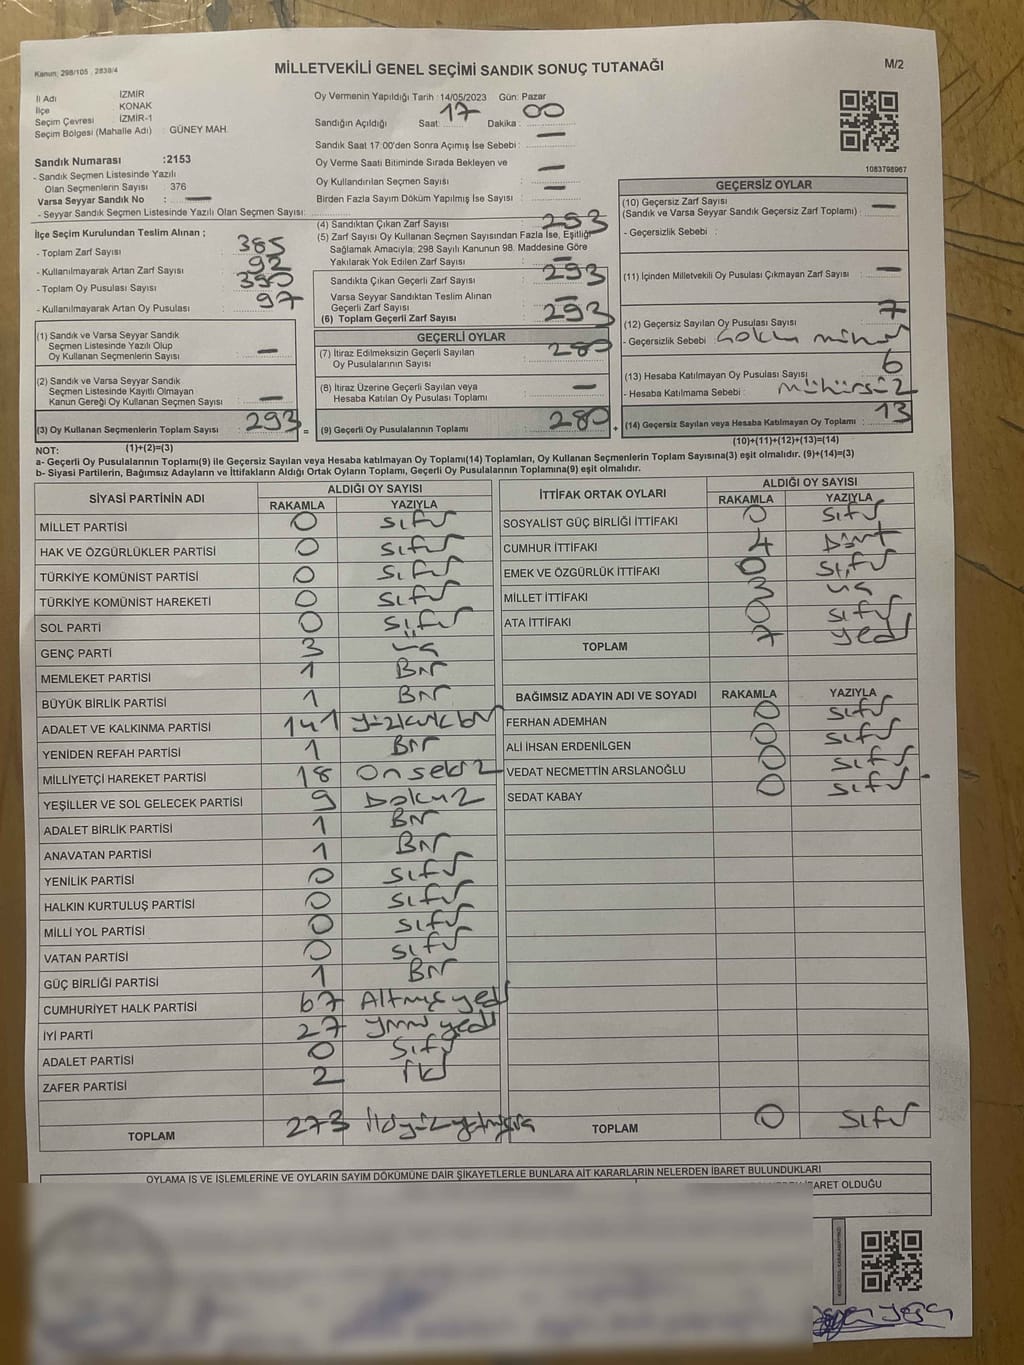 Kanun; 298/105 , 2839/4
MİLLETVEKİLİ GENEL SEÇİMİ SANDIK SONUÇ TUTANAĞI
M/2
İl Adı İZMİR
İlçe KONAK
Seçim Çevresi : İZMİR-1
Seçim Bölgesi (Mahalle Adı) : GÜNEY MAH.
Sandık Numarası :2153
- Sandık Seçmen Listesinde Yazılı
Olan Seçmenlerin Sayısı 376
Varsa Seyyar Sandık No : —
- Seyyar Sandık Seçmen Listesinde Yazılı Olan Seçmen Sayısı:
Oy Vermenin Yapıldığı Tarih :14/05/2023 Gün: Pazar
Sandığın Açıldığı Saat: 17 Dakika : 00
Sandık Saat 17:00'den Sonra Açımış İse Sebebi : —
Oy Verme Saati Bitiminde Sırada Bekleyen ve
Oy Kullandırılan Seçmen Sayısı : —
Birden Fazla Sayım Döküm Yapılmış İse Sayısı : —
1083798967
İlçe Seçim Kurulundan Teslim Alınan ;
- Toplam Zarf Sayısı : 385
- Kullanılmayarak Artan Zarf Sayısı : 92
- Toplam Oy Pusulası Sayısı : 390
- Kullanılmayarak Artan Oy Pusulası : 97
(1) Sandık ve Varsa Seyyar Sandık
Seçmen Listesinde Yazılı Olup
Oy Kullanan Seçmenlerin Sayısı : —
(2) Sandık ve Varsa Seyyar Sandık
Seçmen Listesinde Kayıtlı Olmayan
Kanun Gereği Oy Kullanan Seçmen Sayısı : —
(3) Oy Kullanan Seçmenlerin Toplam Sayısı : 293 =
(4) Sandıktan Çıkan Zarf Sayısı : 293
(5) Zarf Sayısı Oy Kullanan Seçmen Sayısından Fazla İse, Eşitliği
Sağlamak Amacıyla; 298 Sayılı Kanunun 98. Maddesine Göre
Yakılarak Yok Edilen Zarf Sayısı : —
Sandıkta Çıkan Geçerli Zarf Sayısı : 293
Varsa Seyyar Sandıktan Teslim Alınan
Geçerli Zarf Sayısı : —
(6) Toplam Geçerli Zarf Sayısı : 293
GEÇERLİ OYLAR
(7) İtiraz Edilmeksizin Geçerli Sayılan
Oy Pusulalarının Sayısı : 280
(8) İtiraz Üzerine Geçerli Sayılan veya
Hesaba Katılan Oy Pusulası Toplamı : —
(9) Geçerli Oy Pusulalarının Toplamı : 280 +
GEÇERSİZ OYLAR
(10) Geçersiz Zarf Sayısı
(Sandık ve Varsa Seyyar Sandık Geçersiz Zarf Toplamı) : —
- Geçersizlik Sebebi :
(11) İçinden Milletvekili Oy Pusulası Çıkmayan Zarf Sayısı : —
(12) Geçersiz Sayılan Oy Pusulası Sayısı : 7
- Geçersizlik Sebebi
(13) Hesaba Katılmayan Oy Pusulası Sayısı : 6
- Hesaba Katılmama Sebebi : Mühürsüz
(14) Geçersiz Sayılan veya Hesaba Katılmayan Oy Toplamı : 13
NOT: (1)+(2)=(3)
(10)+(11)+(12)+(13)=(14)
a- Geçerli Oy Pusulalarının Toplamı(9) ile Geçersiz Sayılan veya Hesaba katılmayan Oy Toplamı(14) Toplamları, Oy Kullanan Seçmenlerin Toplam Sayısına(3) eşit olmalıdır. (9)+(14)=(3)
b- Siyasi Partilerin, Bağımsız Adayların ve İttifakların Aldığı Ortak Oyların Toplamı, Geçerli Oy Pusulalarının Toplamına(9) eşit olmalıdır.
SİYASİ PARTİNİN ADI ALDIĞI OY SAYISI
RAKAMLA YAZIYLA
MİLLET PARTİSİ 0 sıfır
HAK VE ÖZGÜRLÜKLER PARTİSİ 0 sıfır
TÜRKİYE KOMÜNİST PARTİSİ 0 sıfır
TÜRKİYE KOMÜNİST HAREKETİ 0 sıfır
SOL PARTİ 0 sıfır
GENÇ PARTİ 3 üç
MEMLEKET PARTİSİ 1 Bir
BÜYÜK BİRLİK PARTİSİ 1 Bir
ADALET VE KALKINMA PARTİSİ 141 yüzkırkbir
YENİDEN REFAH PARTİSİ 1 Bir
MİLLİYETÇİ HAREKET PARTİSİ 18 onsekiz
YEŞİLLER VE SOL GELECEK PARTİSİ 9 Dokuz
ADALET BİRLİK PARTİSİ 1 Bir
ANAVATAN PARTİSİ 1 Bir
YENİLİK PARTİSİ 0 sıfır
HALKIN KURTULUŞ PARTİSİ 0 sıfır
MİLLİ YOL PARTİSİ 0 sıfır
VATAN PARTİSİ 0 sıfır
GÜÇ BİRLİĞİ PARTİSİ 1 Bir
CUMHURİYET HALK PARTİSİ 67 Altmış yedi
İYİ PARTİ 27 yirmi yedi
ADALET PARTİSİ 0 sıfır
ZAFER PARTİSİ 2 iki
TOPLAM 273 ikiyüzyetmişüç
İTTİFAK ORTAK OYLARI ALDIĞI OY SAYISI
RAKAMLA YAZIYLA
SOSYALİST GÜÇ BİRLİĞİ İTTİFAKI 0 sıfır
CUMHUR İTTİFAKI 4 Dört
EMEK VE ÖZGÜRLÜK İTTİFAKI 0 sıfır
MİLLET İTTİFAKI 3 üç
ATA İTTİFAKI 0 sıfır
TOPLAM 7 yedi
BAĞIMSIZ ADAYIN ADI VE SOYADI RAKAMLA YAZIYLA
FERHAN ADEMHAN 0 sıfır
ALİ İHSAN ERDENİLGEN 0 sıfır
VEDAT NECMETTİN ARSLANOĞLU 0 sıfır
SEDAT KABAY 0 sıfır
TOPLAM 0 sıfır
OYLAMA İŞ VE İŞLEMLERİNE VE OYLARIN SAYIM DÖKÜMÜNE DAİR ŞİKAYETLERLE BUNLARA AİT KARARLARIN NELERDEN İBARET BULUNDUKLARI
İBARET OLDUĞU